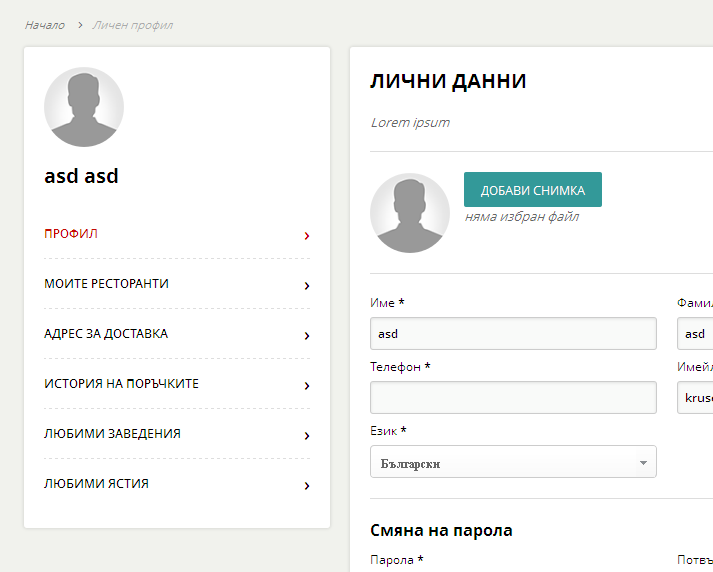 Начало > Личен профил
asd asd
ПРОФИЛ
МОИТЕ РЕСТОРАНТИ
АДРЕС ЗА ДОСТАВКА
ИСТОРИЯ НА ПОРЪЧКИТЕ
ЛЮБИМИ ЗАВЕДЕНИЯ
ЛЮБИМИ ЯСТИЯ
ЛИЧНИ ДАННИ
Lorem ipsum
ДОБАВИ СНИМКА
няма избран файл
Име * Фамил
asd asd
Телефон * Имейл
kruso
Език *
Български
Смяна на парола
Парола * Потвъ